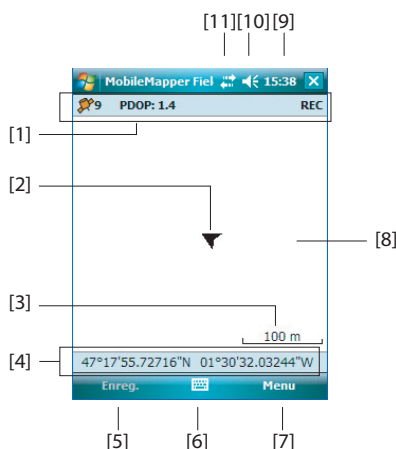 [11] [10] [9]
MobileMapper Fiel 15:38
9 PDOP: 1.4 REC
[1]
[2]
[8]
[3]
100 m
[4]
47°17'55.72716"N 01°30'32.03244"W
Enreg. Menu
[5] [6] [7]